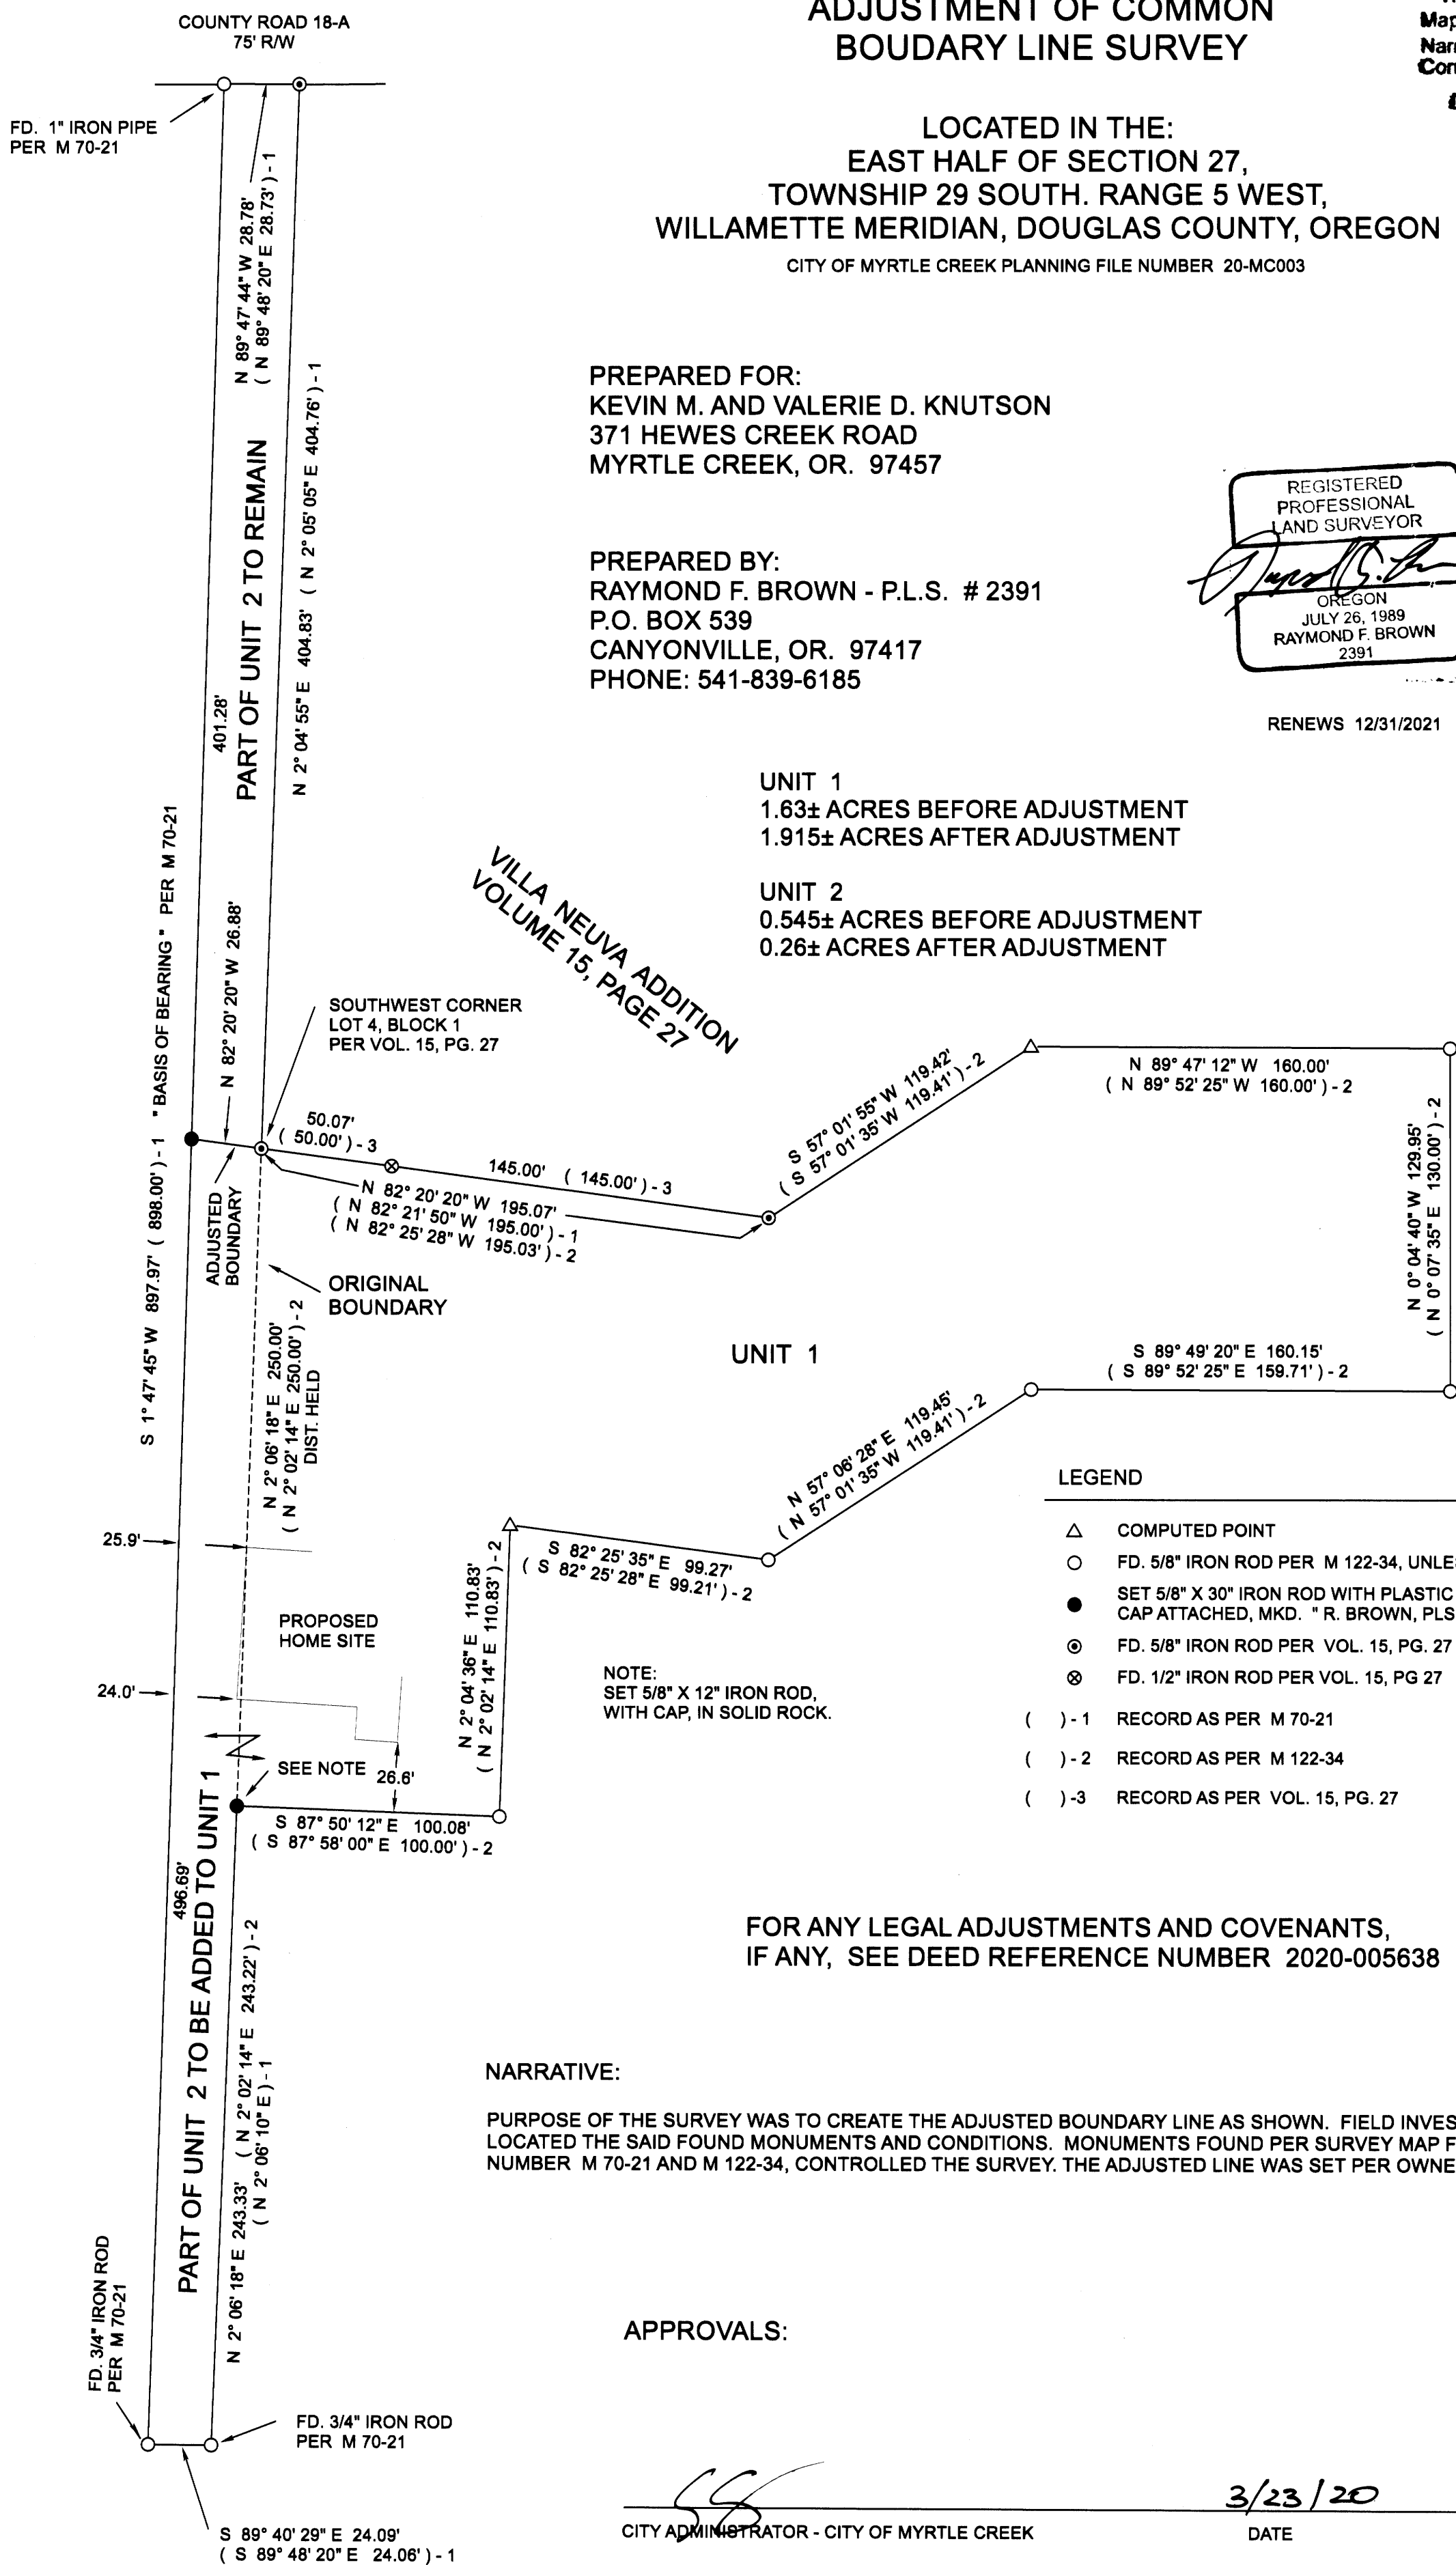 COUNTY ROAD 18-A
75' R/W
FD. 1" IRON PIPE
PER M 70-21
ADJUSTMENT OF COMMON
BOUDARY LINE SURVEY
LOCATED IN THE:
EAST HALF OF SECTION 27,
TOWNSHIP 29 SOUTH. RANGE 5 WEST,
WILLAMETTE MERIDIAN, DOUGLAS COUNTY, OREGON
CITY OF MYRTLE CREEK PLANNING FILE NUMBER 20-MC003
Map
PREPARED FOR:
KEVIN M. AND VALERIE D. KNUTSON
371 HEWES CREEK ROAD
MYRTLE CREEK, OR. 97457
PREPARED BY:
RAYMOND F. BROWN - P.L.S. # 2391
P.O. BOX 539
CANYONVILLE, OR. 97417
PHONE: 541-839-6185
REGISTERED
PROFESSIONAL
LAND SURVEYOR
OREGON
JULY 26, 1989
RAYMOND F. BROWN
2391
RENEWS 12/31/2021
UNIT 1
1.63± ACRES BEFORE ADJUSTMENT
1.915± ACRES AFTER ADJUSTMENT
UNIT 2
0.545± ACRES BEFORE ADJUSTMENT
0.26± ACRES AFTER ADJUSTMENT
N 89° 47' 44" W 28.78'
( N 89° 48' 20" E 28.73' ) - 1
PART OF UNIT 2 TO REMAIN
401.28'
N 2° 04' 55" E 404.83' ( N 2° 05' 05" E 404.76' ) - 1
S 1° 47' 45" W 897.97' ( 898.00' ) - 1 " BASIS OF BEARING " PER M 70-21
N 82° 20' 20" W 26.88'
VILLA NEUVA ADDITION
VOLUME 15, PAGE 27
SOUTHWEST CORNER
LOT 4, BLOCK 1
PER VOL. 15, PG. 27
50.07'
( 50.00' ) - 3
145.00' ( 145.00' ) - 3
N 82° 20' 20" W 195.07'
( N 82° 21' 50" W 195.00' ) - 1
( N 82° 25' 28" W 195.03' ) - 2
S 57° 01' 55" W 119.42'
( S 57° 01' 35" W 119.41' ) - 2
N 89° 47' 12" W 160.00'
( N 89° 52' 25" W 160.00' ) - 2
N 0° 04' 40" W 129.95'
( N 0° 07' 35" E 130.00' ) - 2
ADJUSTED
BOUNDARY
ORIGINAL
BOUNDARY
UNIT 1
S 89° 49' 20" E 160.15'
( S 89° 52' 25" E 159.71' ) - 2
N 2° 06' 18" E 250.00'
( N 2° 02' 14" E 250.00' ) - 2
DIST. HELD
N 57° 06' 28" E 119.45'
( N 57° 01' 35" W 119.41' ) - 2
S 82° 25' 35" E 99.27'
( S 82° 25' 28" E 99.21' ) - 2
25.9'
PROPOSED
HOME SITE
24.0'
N 2° 04' 36" E 110.83'
( N 2° 02' 14" E 110.83' ) - 2
NOTE:
SET 5/8" X 12" IRON ROD,
WITH CAP, IN SOLID ROCK.
LEGEND
COMPUTED POINT
FD. 5/8" IRON ROD PER M 122-34,
SET 5/8" X 30" IRON ROD WITH PLASTIC
CAP ATTACHED, MKD. " R. BROWN, PLS
FD. 5/8" IRON ROD PER VOL. 15, PG. 27
FD. 1/2" IRON ROD PER VOL. 15, PG 27
( ) - 1 RECORD AS PER M 70-21
( ) - 2 RECORD AS PER M 122-34
( ) -3 RECORD AS PER VOL. 15, PG. 27
SEE NOTE
26.6'
S 87° 50' 12" E 100.08'
( S 87° 58' 00" E 100.00' ) - 2
496.69'
PART OF UNIT 2 TO BE ADDED TO UNIT 1
N 2° 06' 18" E 243.33' ( N 2° 02' 14" E 243.22' ) - 2
( N 2° 06' 10" E ) - 1
FOR ANY LEGAL ADJUSTMENTS AND COVENANTS,
IF ANY, SEE DEED REFERENCE NUMBER 2020-005638
NARRATIVE:
PURPOSE OF THE SURVEY WAS TO CREATE THE ADJUSTED BOUNDARY LINE AS SHOWN. FIELD
LOCATED THE SAID FOUND MONUMENTS AND CONDITIONS. MONUMENTS FOUND PER SURVEY MAP
NUMBER M 70-21 AND M 122-34, CONTROLLED THE SURVEY. THE ADJUSTED LINE WAS SET PER
APPROVALS:
FD. 3/4" IRON ROD
PER M 70-21
FD. 3/4" IRON ROD
PER M 70-21
S 89° 40' 29" E 24.09'
( S 89° 48' 20" E 24.06' ) - 1
3/23/20
CITY ADMINISTRATOR - CITY OF MYRTLE CREEK
DATE